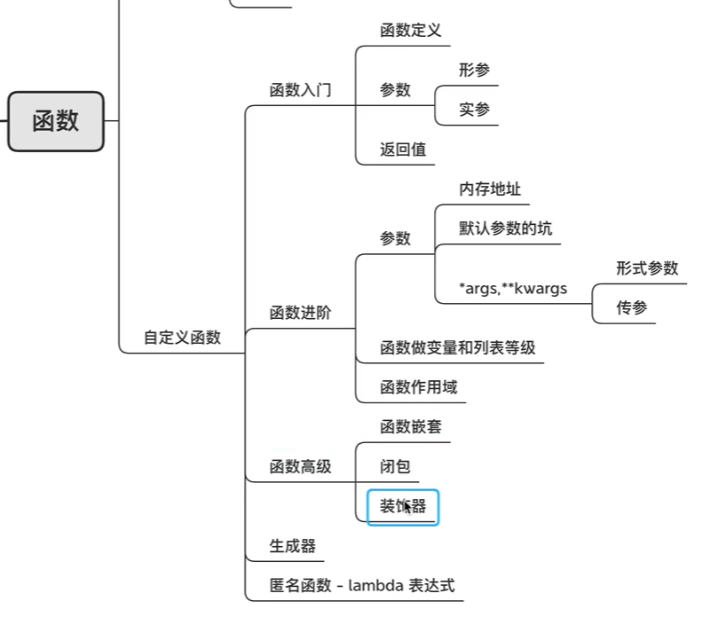 函数
自定义函数
函数入门
函数定义
参数
形参
实参
返回值
函数进阶
参数
内存地址
默认参数的坑
*args,**kwargs
形式参数
传参
函数做变量和列表等级
函数作用域
函数高级
函数嵌套
闭包
装饰器
生成器
匿名函数 - lambda 表达式